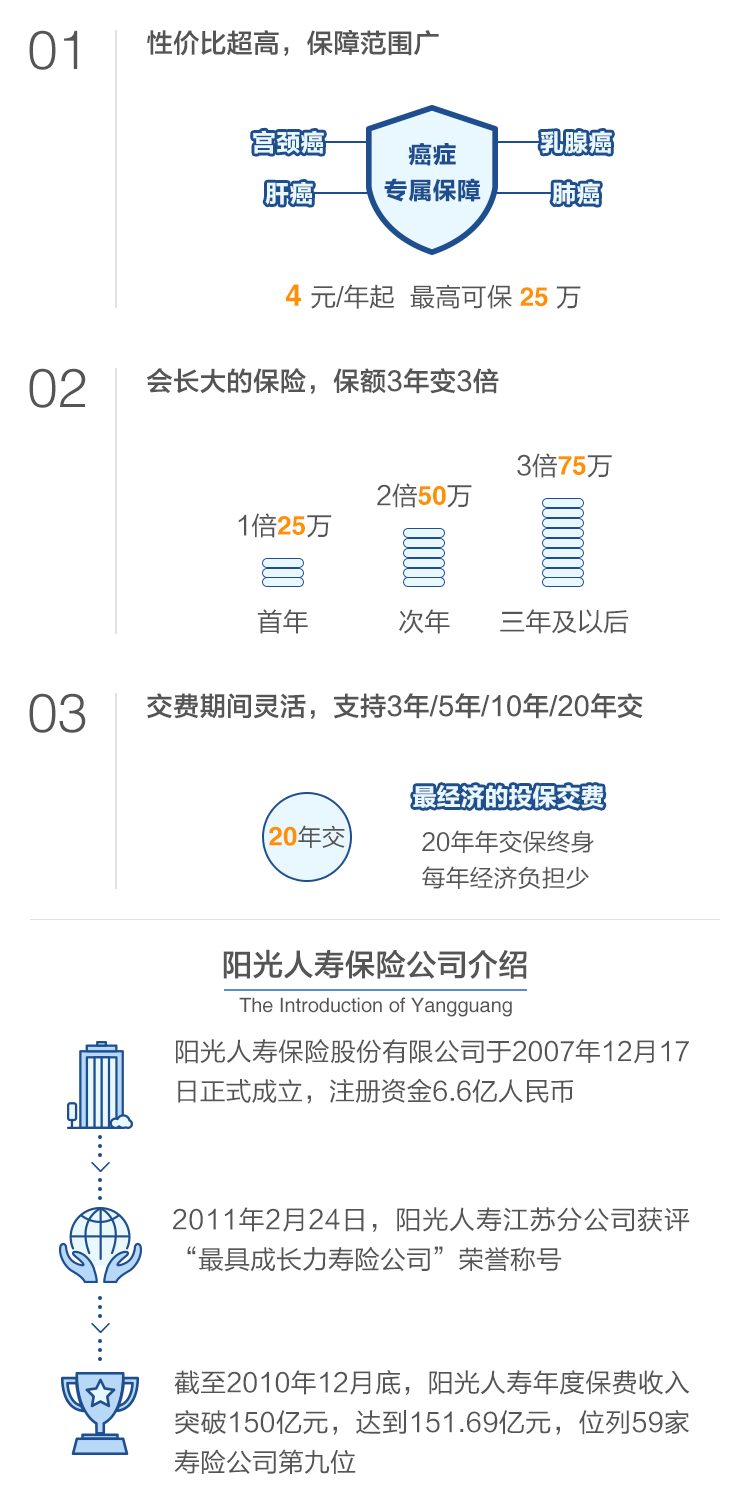 01
性价比超高，保障范围广
宫颈癌
乳腺癌
癌症
专属保障
肝癌
肺癌
4 元/年起 最高可保 25 万
02
会长大的保险，保额3年变3倍
3倍75万
2倍50万
1倍25万
首年
次年
三年及以后
03
交费期间灵活，支持3年/5年/10年/20年交
最经济的投保交费
20年交
20年年交保终身
每年经济负担少
阳光人寿保险公司介绍
The Introduction of Yangguang
阳光人寿保险股份有限公司于2007年12月17
日正式成立，注册资金6.6亿人民币
2011年2月24日，阳光人寿江苏分公司获评
“最具成长力寿险公司”荣誉称号
截至2010年12月底，阳光人寿年度保费收入
突破150亿元，达到151.69亿元，位列59家
寿险公司第九位